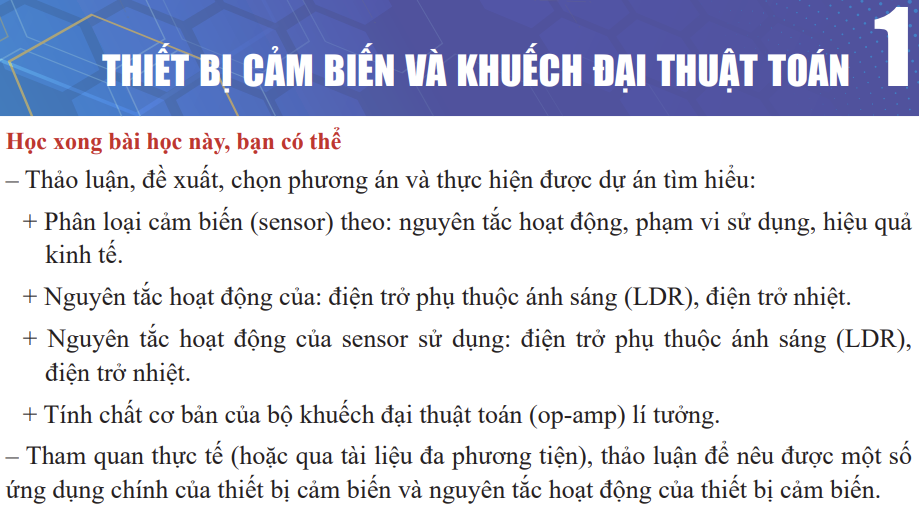 THIẾT BỊ CẢM BIẾN VÀ KHUẾCH ĐẠI THUẬT TOÁN 1
Học xong bài học này, bạn có thể
– Thảo luận, đề xuất, chọn phương án và thực hiện được dự án tìm hiểu:
+ Phân loại cảm biến (sensor) theo: nguyên tắc hoạt động, phạm vi sử dụng, hiệu quả
kinh tế.
+ Nguyên tắc hoạt động của: điện trở phụ thuộc ánh sáng (LDR), điện trở nhiệt.
+ Nguyên tắc hoạt động của sensor sử dụng: điện trở phụ thuộc ánh sáng (LDR),
điện trở nhiệt.
+ Tính chất cơ bản của bộ khuếch đại thuật toán (op-amp) lí tưởng.
– Tham quan thực tế (hoặc qua tài liệu đa phương tiện), thảo luận để nêu được một số
ứng dụng chính của thiết bị cảm biến và nguyên tắc hoạt động của thiết bị cảm biến.